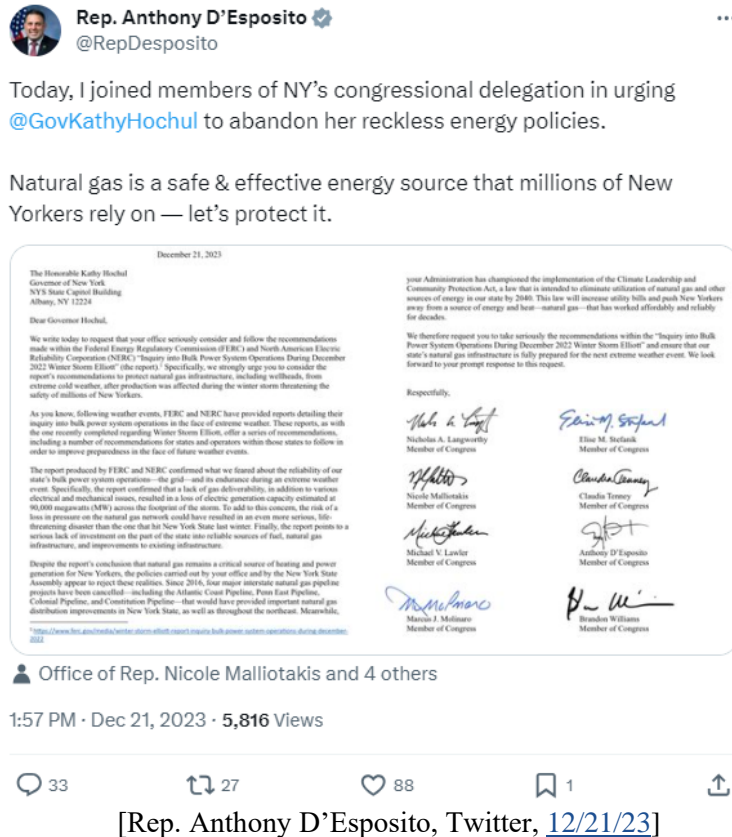 Rep. Anthony D’Esposito
@RepDesposito
Today, I joined members of NY’s congressional delegation in urging
@GovKathyHochul to abandon her reckless energy policies.
Natural gas is a safe & effective energy source that millions of New
Yorkers rely on — let’s protect it.
December 21, 2023
The Honorable Kathy Hochul
Governor of New York
NYS State Capitol Building
Albany, NY 12224
Dear Governor Hochul,
We write today to request that your office seriously consider and follow the recommendations
made within the Federal Energy Regulatory Commission (FERC) and North American Electric
Reliability Corporation (NERC) “Inquiry into Bulk Power System Operations During December
2022 Winter Storm Elliott” (the report).¹ Specifically, we strongly urge you to consider the
report’s recommendations to protect natural gas infrastructure, including wellheads, from
extreme cold weather, after production was affected during the winter storm threatening the
safety of millions of New Yorkers.
As you know, following weather events, FERC and NERC have provided reports detailing their
inquiry into bulk power system operations in the face of extreme weather. These reports, as with
the one recently completed regarding Winter Storm Elliott, offer a series of recommendations,
including a number of recommendations for states and operators within those states to follow in
order to improve preparedness in the face of future weather events.
The report produced by FERC and NERC confirmed what we feared about the reliability of our
state’s bulk power system operations—the grid—and its endurance during an extreme weather
event. Specifically, the report confirmed that a lack of gas deliverability, in addition to various
electrical and mechanical issues, resulted in a loss of electric generation capacity estimated at
90,000 megawatts (MW) across the footprint of the storm. To add to this concern, the risk of a
loss in pressure on the natural gas network could have resulted in an even more serious, life-
threatening disaster than the one that hit New York State last winter. Finally, the report points to a
serious lack of investment on the part of the state into reliable sources of fuel, natural gas
infrastructure, and improvements to existing infrastructure.
Despite the report’s conclusion that natural gas remains a critical source of heating and power
generation for New Yorkers, the policies carried out by your office and by the New York State
Assembly appear to reject these realities. Since 2016, four major interstate natural gas pipeline
projects have been cancelled—including the Atlantic Coast Pipeline, Penn East Pipeline,
Colonial Pipeline, and Constitution Pipeline—that would have provided important natural gas
distribution improvements in New York State, as well as throughout the northeast. Meanwhile,
¹ https://www.ferc.gov/media/winter-storm-elliott-report-inquiry-bulk-power-system-operations-during-december-
2022
your Administration has championed the implementation of the Climate Leadership and
Community Protection Act, a law that is intended to eliminate utilization of natural gas and other
sources of energy in our state by 2040. This law will increase utility bills and push New Yorkers
away from a source of energy and heat—natural gas—that has worked affordably and reliably
for decades.
We therefore request you to take seriously the recommendations within the “Inquiry into Bulk
Power System Operations During December 2022 Winter Storm Elliott” and ensure that our
state’s natural gas infrastructure is fully prepared for the next extreme weather event. We look
forward to your prompt response to this request.
Respectfully,
Nicholas A. Langworthy
Member of Congress
Elise M. Stefanik
Member of Congress
Nicole Malliotakis
Member of Congress
Claudia Tenney
Member of Congress
Michael V. Lawler
Member of Congress
Anthony D’Esposito
Member of Congress
Marcus J. Molinaro
Member of Congress
Brandon Williams
Member of Congress
Office of Rep. Nicole Malliotakis and 4 others
1:57 PM · Dec 21, 2023 · 5,816 Views
33 27 88 1
[Rep. Anthony D’Esposito, Twitter, 12/21/23]